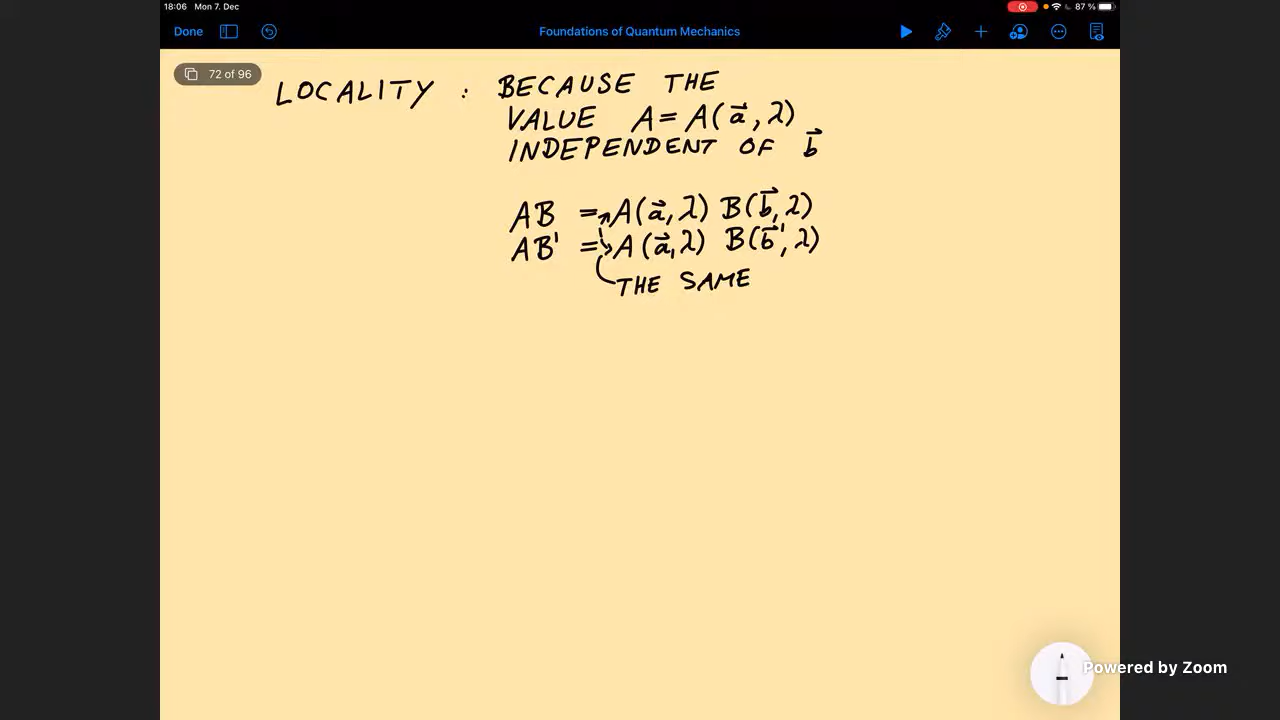 18:06 Mon 7. Dec 87 %
Done Foundations of Quantum Mechanics
72 of 96
LOCALITY : BECAUSE THE
VALUE A = A(a⃗, λ)
INDEPENDENT OF b⃗
AB = A(a⃗, λ) B(b⃗, λ)
AB' = A(a⃗, λ) B(b⃗', λ)
THE SAME
Powered by Zoom